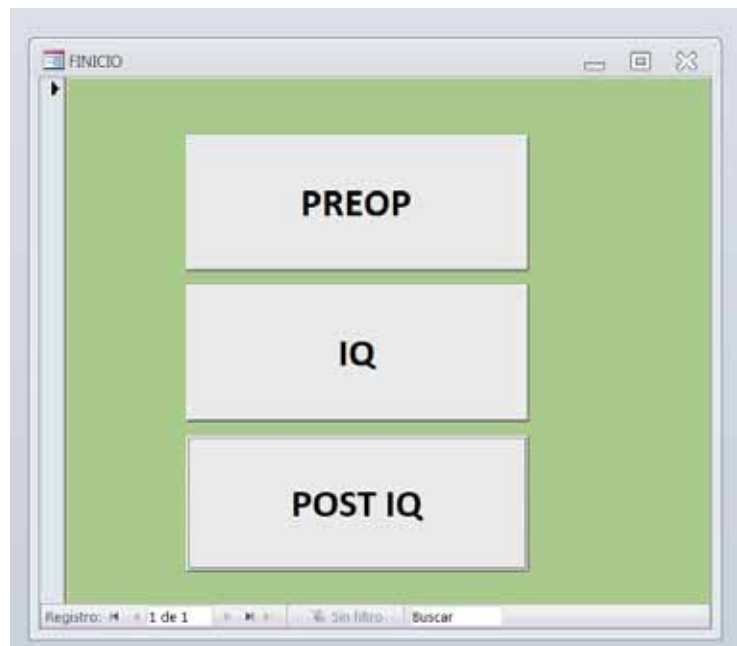 FINICIO
PREOP
IQ
POST IQ
Registro: 1 de 1 Sin filtro Buscar